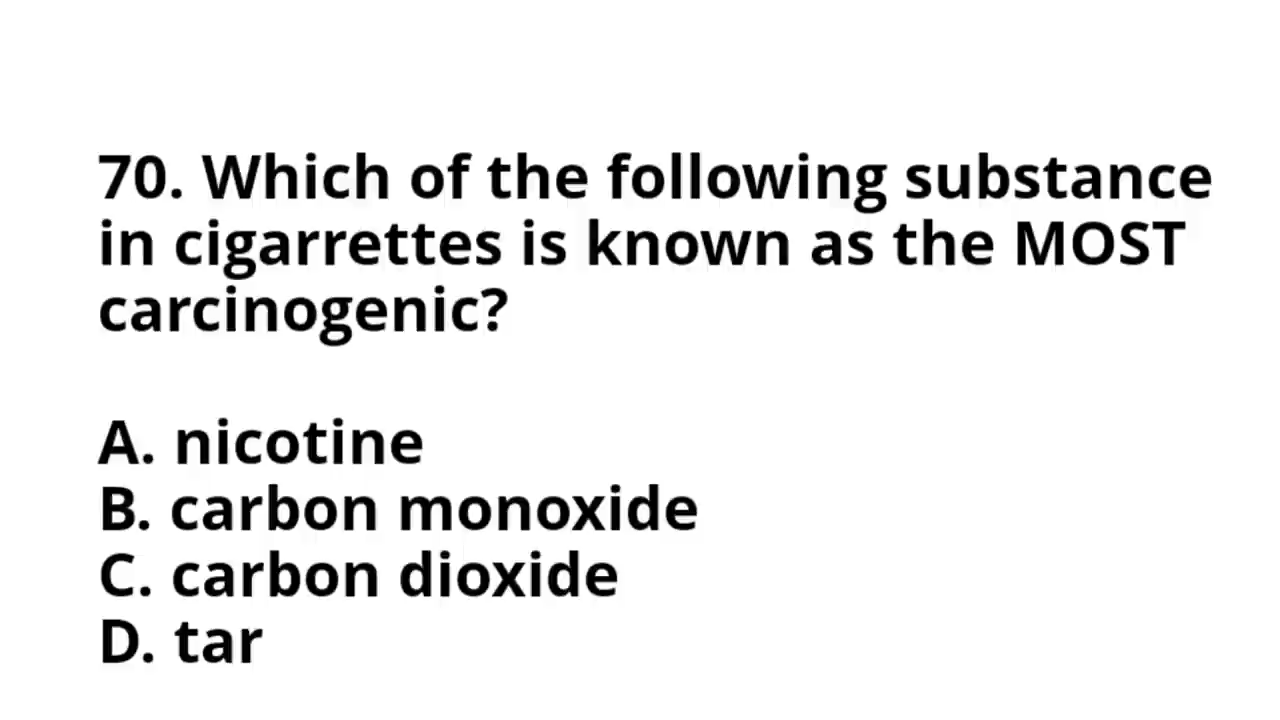 70. Which of the following substance
in cigarrettes is known as the MOST
carcinogenic?
A. nicotine
B. carbon monoxide
C. carbon dioxide
D. tar